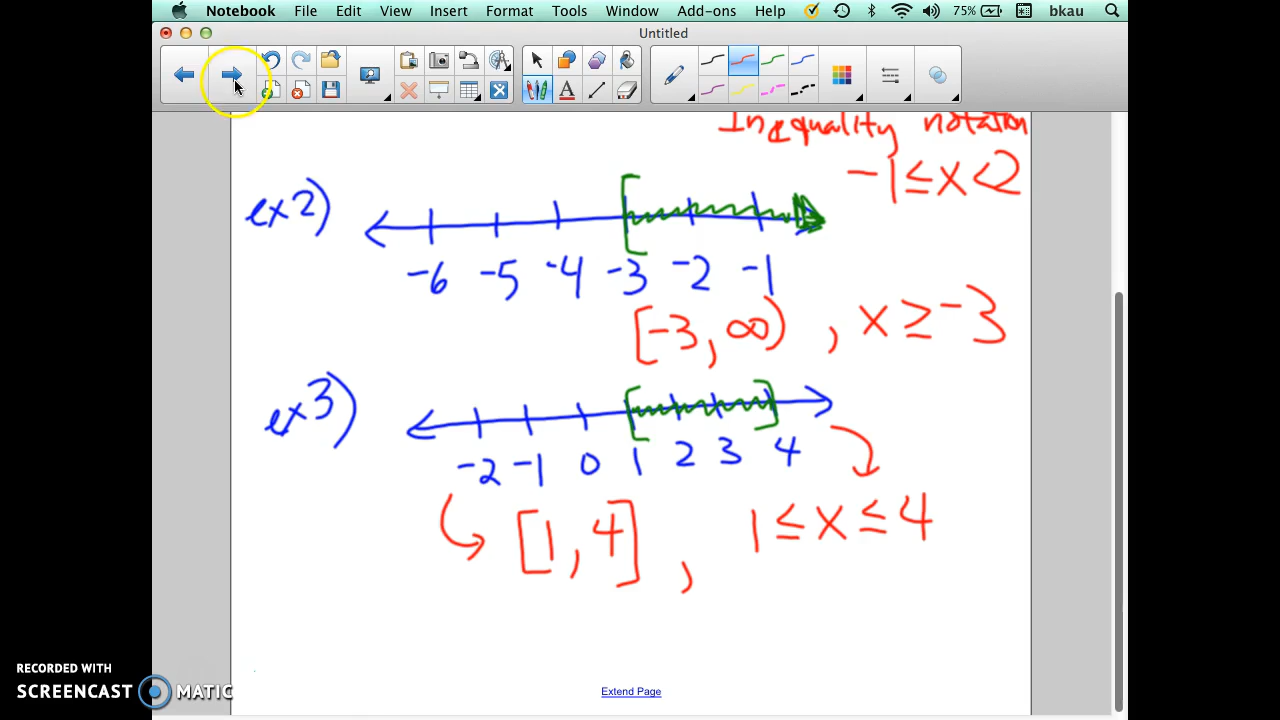 Notebook File Edit View Insert Format Tools Window Add-ons Help 75% bkau
Untitled
A
Inequality notation
-1≤x<2
ex2)
-6 -5 -4 -3 -2 -1
[-3, ∞) , x ≥ -3
ex3)
-2 -1 0 1 2 3 4
[1, 4] , 1 ≤ x ≤ 4
Extend Page
RECORDED WITH
SCREENCAST MATIC